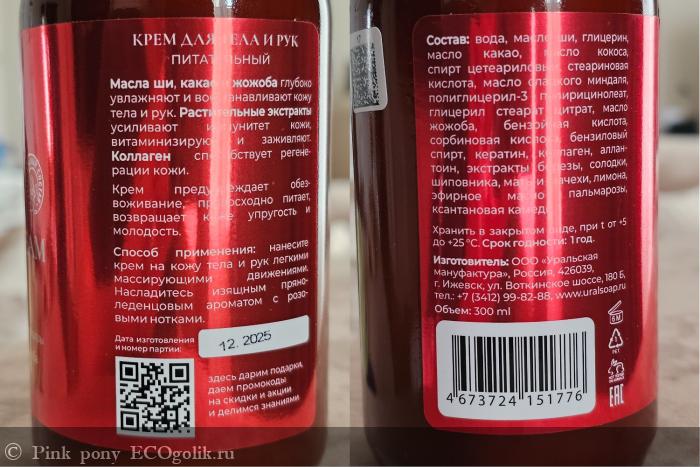 КРЕМ ДЛЯ ТЕЛА И РУК
ПИТАТЕЛЬНЫЙ
Масла ши, какао и жожоба глубоко
увлажняют и восстанавливают кожу
тела и рук. Растительные экстракты
усиливают иммунитет кожи,
витаминизируют и заживляют.
Коллаген способствует регене-
рации кожи.
Крем предупреждает обез-
воживание, превосходно питает,
возвращает коже упругость и
молодость.
Способ применения: нанесите
крем на кожу тела и рук легкими
массирующими движениями.
Насладитесь изящным пряно-
леденцовым ароматом с розо-
выми нотками.
Дата изготовления
и номер партии:
12. 2025
здесь дарим подарки,
даем промокоды
на скидки и акции
и делимся знаниями
Состав: вода, масло ши, глицерин,
масло какао, масло кокоса,
спирт цетеариловый, стеариновая
кислота, масло сладкого миндаля,
полиглицерил-3 полирицинолеат,
глицерил стеарат цитрат, масло
жожоба, бензойная кислота,
сорбиновая кислота, бензиловый
спирт, кератин, коллаген, аллан-
тоин, экстракты березы, солодки,
шиповника, мать-и-мачехи, лимона,
эфирное масло пальмарозы,
ксантановая камедь.
Хранить в закрытом виде, при t от +5
до +25 °C. Срок годности: 1 год.
Изготовитель: ООО «Уральская
мануфактура», Россия, 426039,
г. Ижевск, ул. Воткинское шоссе, 180 Б,
тел.: +7 (3412) 99-82-88, www.uralsoap.ru
Объем: 300 ml
6M
PET
EAC
4 673724 151776
© Pink pony ECOgolik.ru